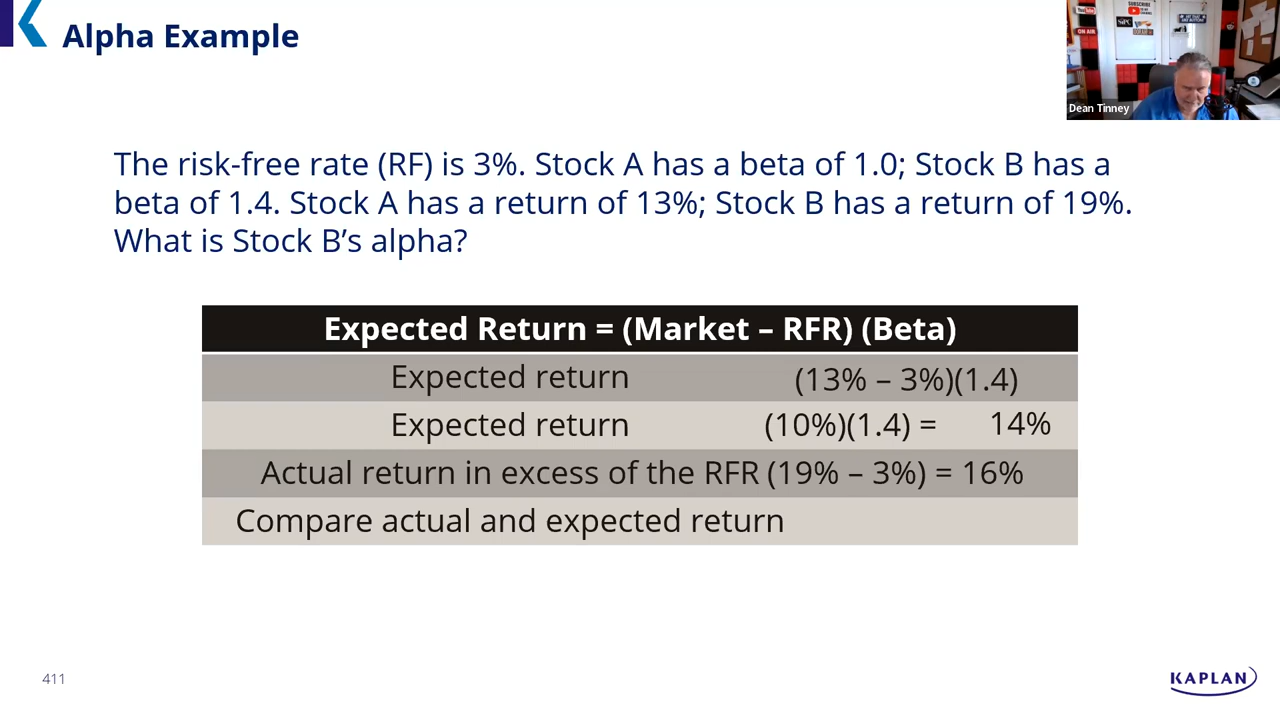 Alpha Example
SUBSCRIBE
ON AIR
Dean Tinney
The risk-free rate (RF) is 3%. Stock A has a beta of 1.0; Stock B has a
beta of 1.4. Stock A has a return of 13%; Stock B has a return of 19%.
What is Stock B’s alpha?
Expected Return = (Market – RFR) (Beta)
Expected return (13% – 3%)(1.4)
Expected return (10%)(1.4) = 14%
Actual return in excess of the RFR (19% – 3%) = 16%
Compare actual and expected return
411
KAPLAN